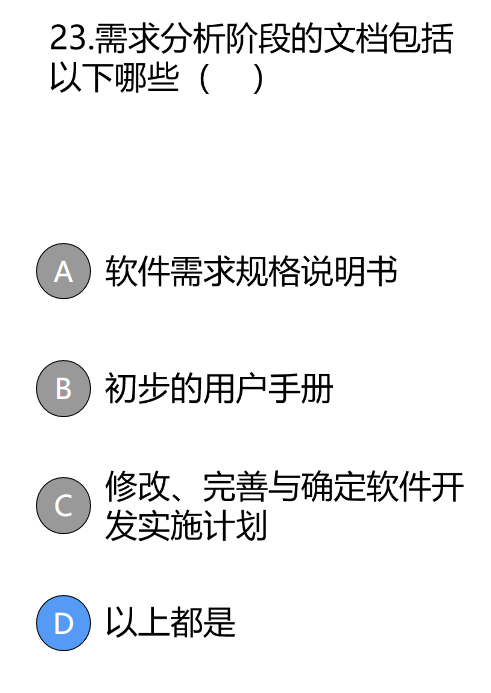 23.需求分析阶段的文档包括
以下哪些（　）
A 软件需求规格说明书
B 初步的用户手册
C 修改、完善与确定软件开
发实施计划
D 以上都是